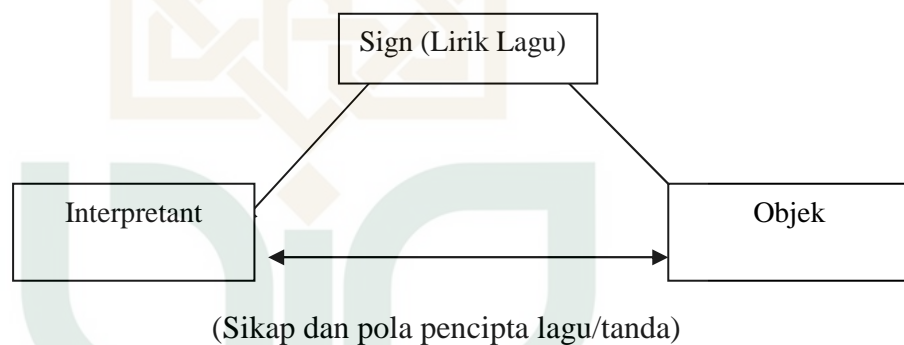 Sign (Lirik Lagu)
Interpretant
Objek
(Sikap dan pola pencipta lagu/tanda)